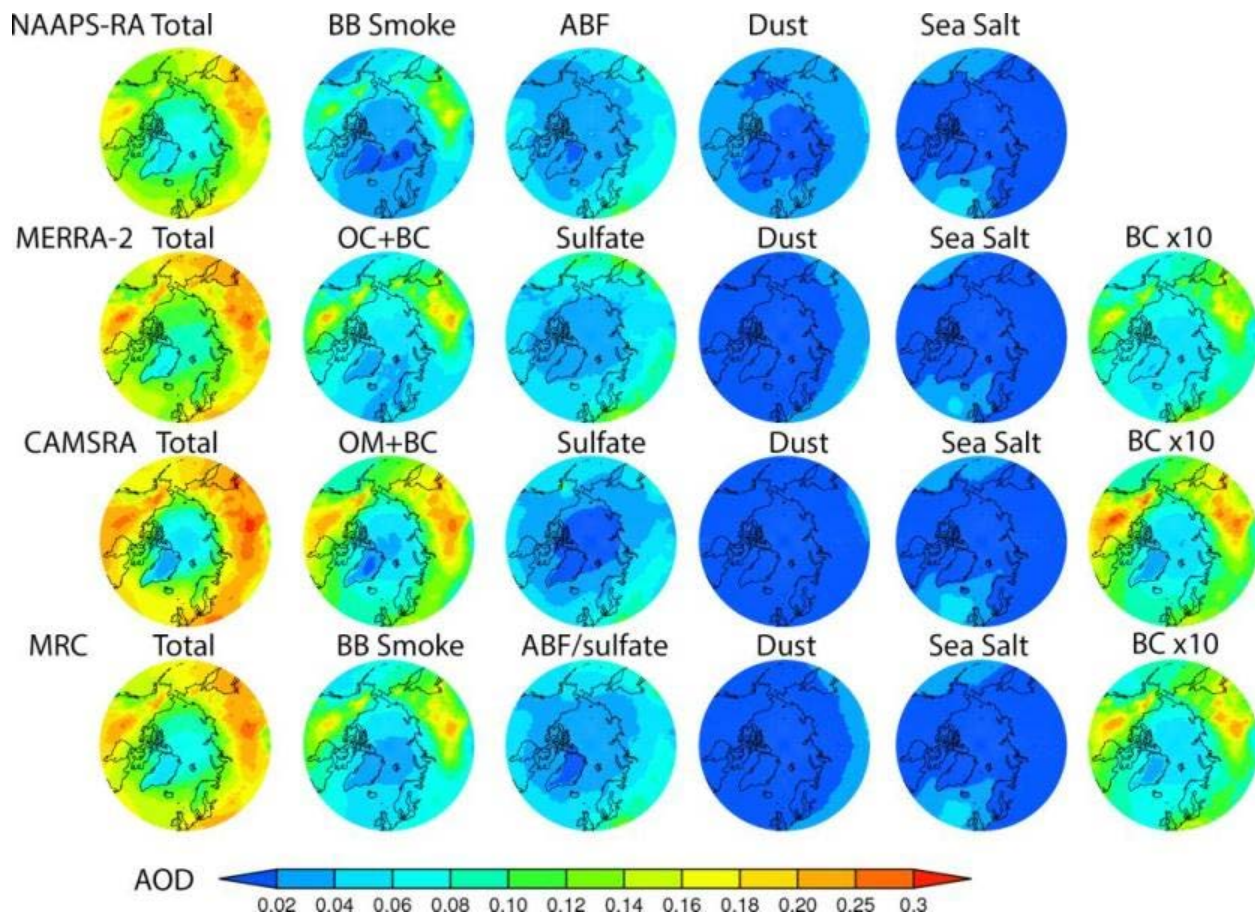 NAAPS-RA Total BB Smoke ABF Dust Sea Salt
MERRA-2 Total OC+BC Sulfate Dust Sea Salt BC x10
CAMSRA Total OM+BC Sulfate Dust Sea Salt BC x10
MRC Total BB Smoke ABF/sulfate Dust Sea Salt BC x10
AOD
0.02 0.04 0.06 0.08 0.10 0.12 0.14 0.16 0.18 0.20 0.25 0.3